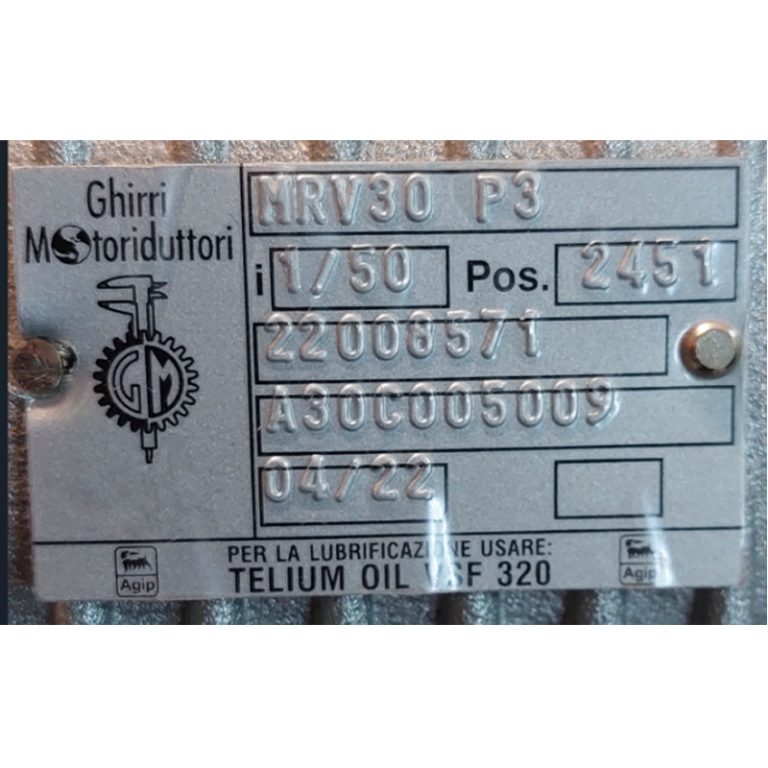 Ghirri
Motoriduttori
MRV30 P3
i 1/50 Pos. 2451
22008571
A30C005009
04/22
GM
PER LA LUBRIFICAZIONE USARE:
Agip TELIUM OIL VSF 320 Agip